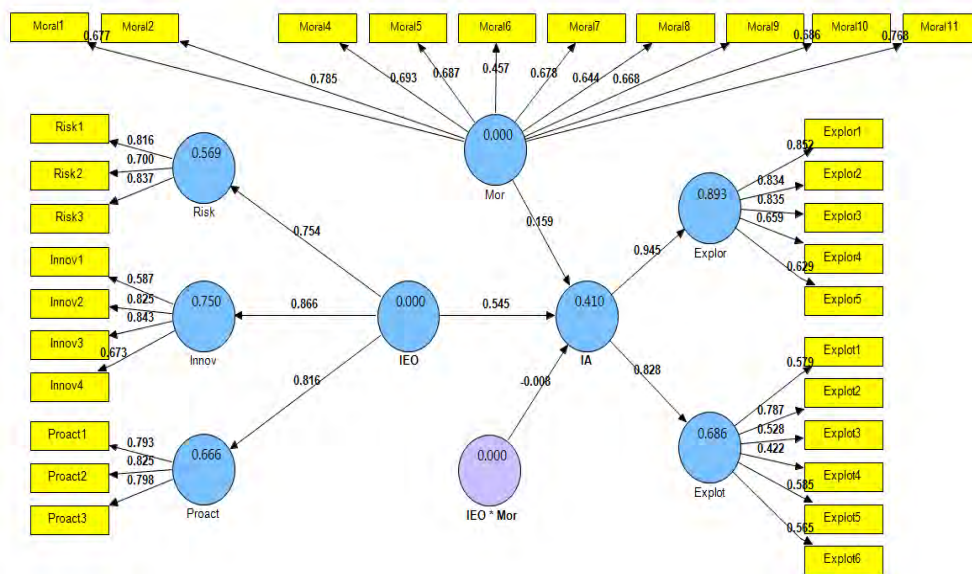 Moral1
Moral2
Moral4
Moral5
Moral6
Moral7
Moral8
Moral9
Moral10
Moral11
0.677
0.785
0.693
0.687
0.457
0.678
0.644
0.668
0.686
0.768
Risk1
Risk2
Risk3
0.816
0.700
0.837
0.569
Risk
0.000
Mor
Explor1
Explor2
Explor3
Explor4
Explor5
0.852
0.834
0.835
0.659
0.629
0.893
Explor
0.754
0.159
0.945
Innov1
Innov2
Innov3
Innov4
0.587
0.825
0.843
0.673
0.750
Innov
0.866
0.000
IEO
0.545
0.410
IA
0.816
-0.008
0.828
Proact1
Proact2
Proact3
0.793
0.825
0.798
0.666
Proact
0.000
IEO * Mor
0.686
Explot
0.579
0.787
0.528
0.422
0.585
0.565
Explot1
Explot2
Explot3
Explot4
Explot5
Explot6